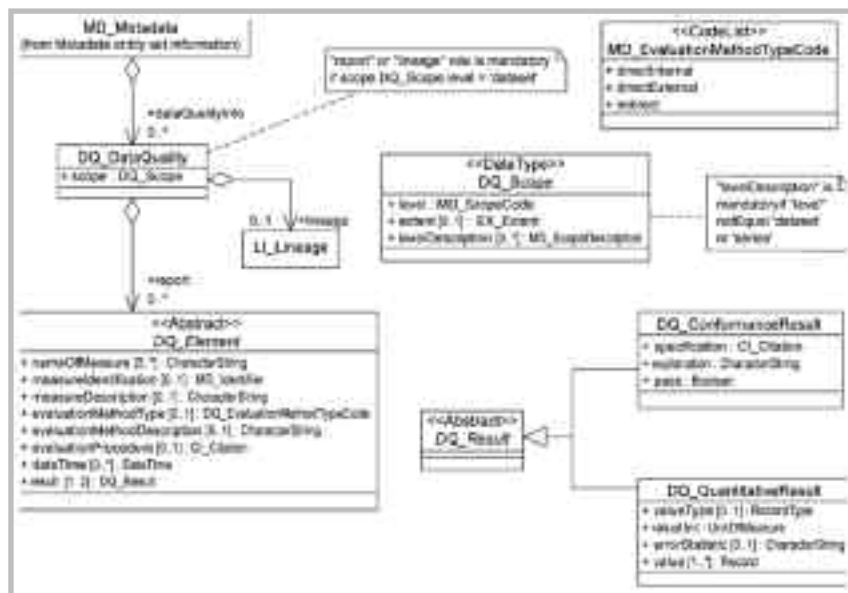 MD_Metadata
(from Metadata entity set information)
"report" or "lineage" role is mandatory
if scope DQ_Scope level = 'dataset'
<<CodeList>>
MD_EvaluationMethodTypeCode
+ directInternal
+ directExternal
+ indirect
+dataQualityInfo
0..*
DQ_DataQuality
+ scope : DQ_Scope
<<DataType>>
DQ_Scope
+ level : MD_ScopeCode
+ extent [0..1] : EX_Extent
+ levelDescription [0..*] : MD_ScopeDescription
"levelDescription" is
mandatory if "level"
notEqual 'dataset'
or 'series'
0..1
+lineage
LI_Lineage
+report
0..*
<<Abstract>>
DQ_Element
+ nameOfMeasure [0..*] : CharacterString
+ measureIdentification [0..1] : MD_Identifier
+ measureDescription [0..1] : CharacterString
+ evaluationMethodType [0..1] : DQ_EvaluationMethodTypeCode
+ evaluationMethodDescription [0..1] : CharacterString
+ evaluationProcedure [0..1] : CI_Citation
+ dateTime [0..*] : DateTime
+ result [1..2] : DQ_Result
DQ_ConformanceResult
+ specification : CI_Citation
+ explanation : CharacterString
+ pass : Boolean
<<Abstract>>
DQ_Result
DQ_QuantitativeResult
+ valueType [0..1] : RecordType
+ valueUnit : UnitOfMeasure
+ errorStatistic [0..1] : CharacterString
+ value [1..*] : Record